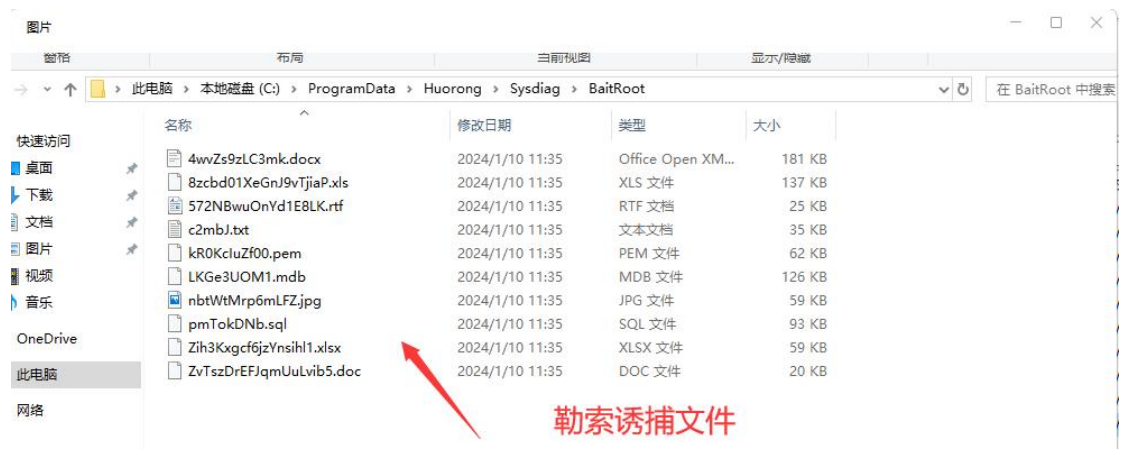 图片
窗格 布局 当前视图 显示/隐藏
此电脑 › 本地磁盘 (C:) › ProgramData › Huorong › Sysdiag › BaitRoot 在 BaitRoot 中搜索
名称 修改日期 类型 大小
快速访问
桌面
下载
文档
图片
视频
音乐
OneDrive
此电脑
网络
4wvZs9zLC3mk.docx 2024/1/10 11:35 Office Open XM... 181 KB
8zcbd01XeGnJ9vTjiaP.xls 2024/1/10 11:35 XLS 文件 137 KB
572NBwuOnYd1E8LK.rtf 2024/1/10 11:35 RTF 文档 25 KB
c2mbJ.txt 2024/1/10 11:35 文本文档 35 KB
kR0KcIuZf00.pem 2024/1/10 11:35 PEM 文件 62 KB
LKGe3UOM1.mdb 2024/1/10 11:35 MDB 文件 126 KB
nbtWtMrp6mLFZ.jpg 2024/1/10 11:35 JPG 文件 59 KB
pmTokDNb.sql 2024/1/10 11:35 SQL 文件 93 KB
Zih3Kxgcf6jzYnsihl1.xlsx 2024/1/10 11:35 XLSX 文件 59 KB
ZvTszDrEFJqmUuLvib5.doc 2024/1/10 11:35 DOC 文件 20 KB
勒索诱捕文件